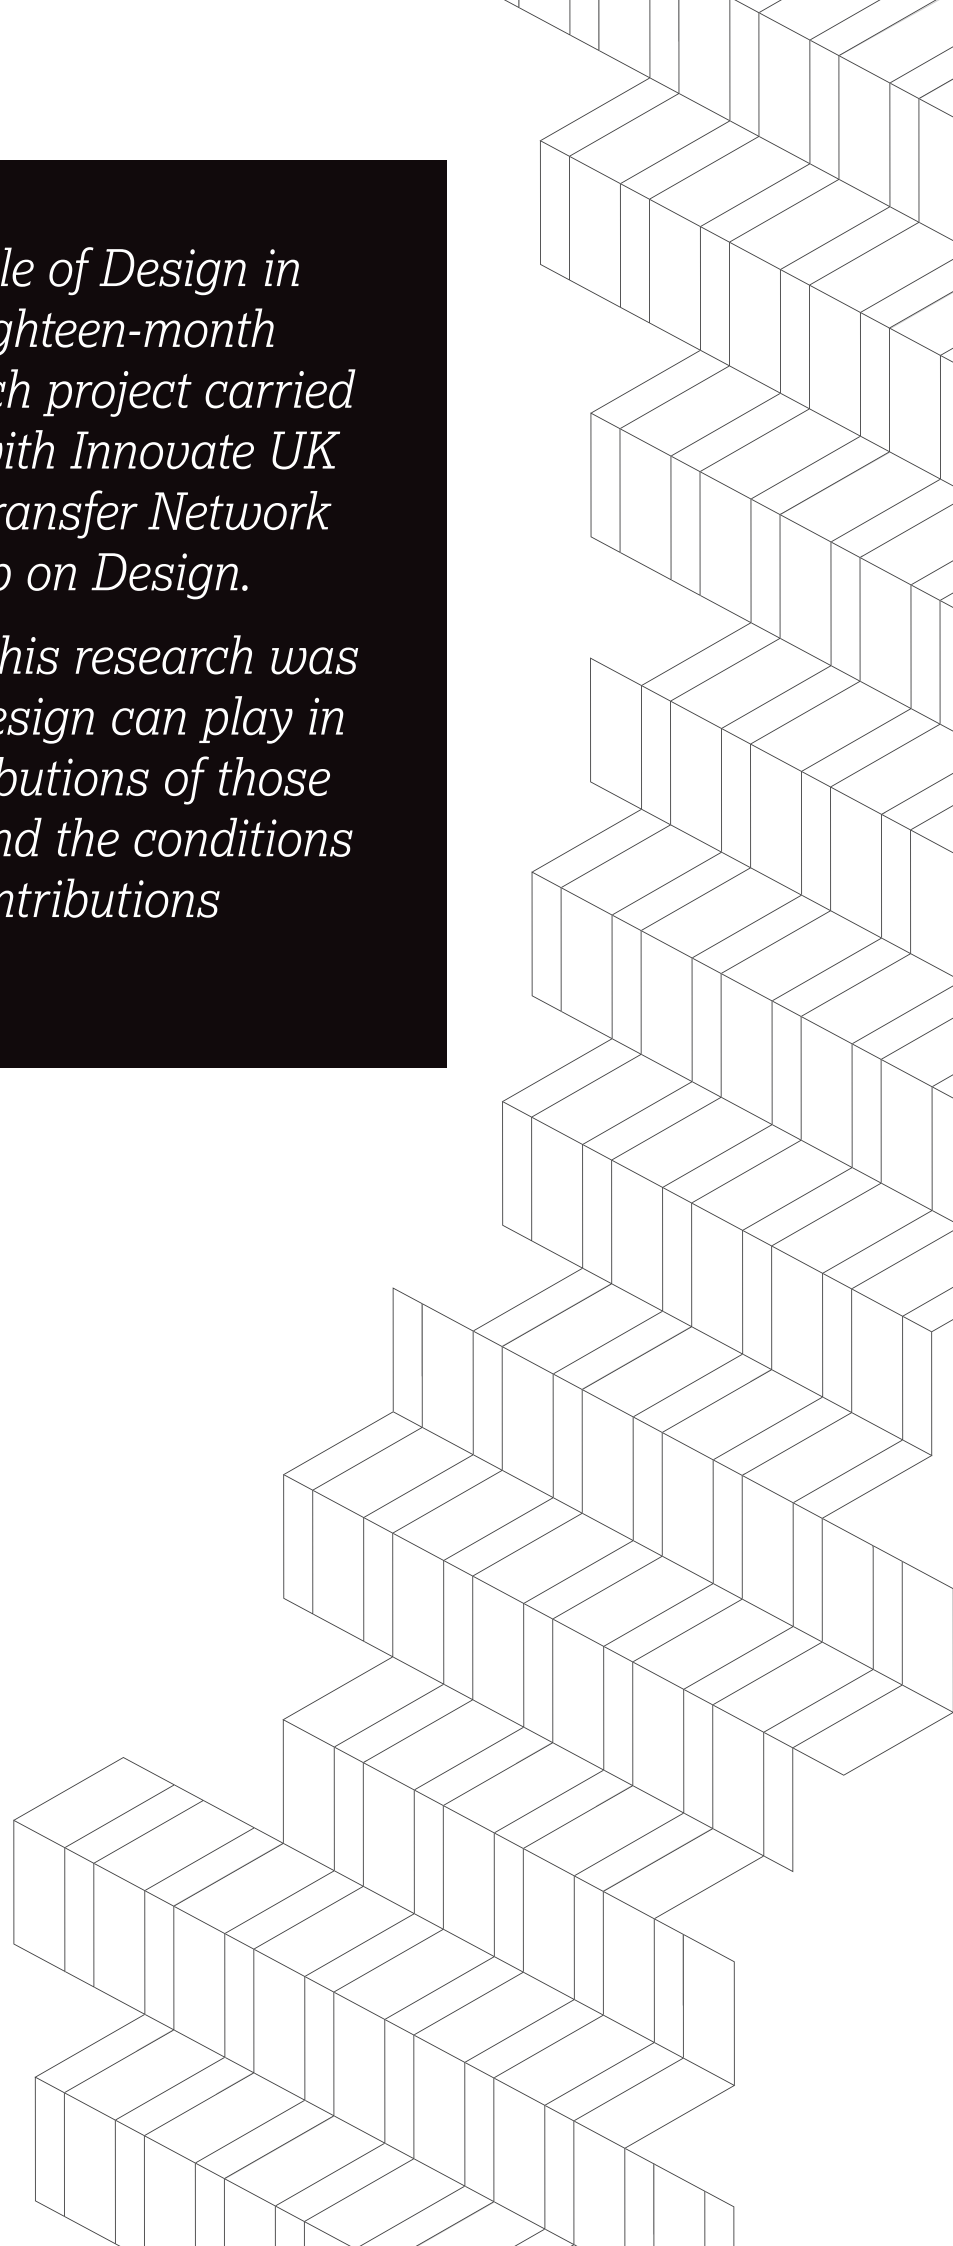 le of Design in
ghteen-month
ch project carried
with Innovate UK
ransfer Network
on Design.
his research was
esign can play in
butions of those
nd the conditions
ntributions